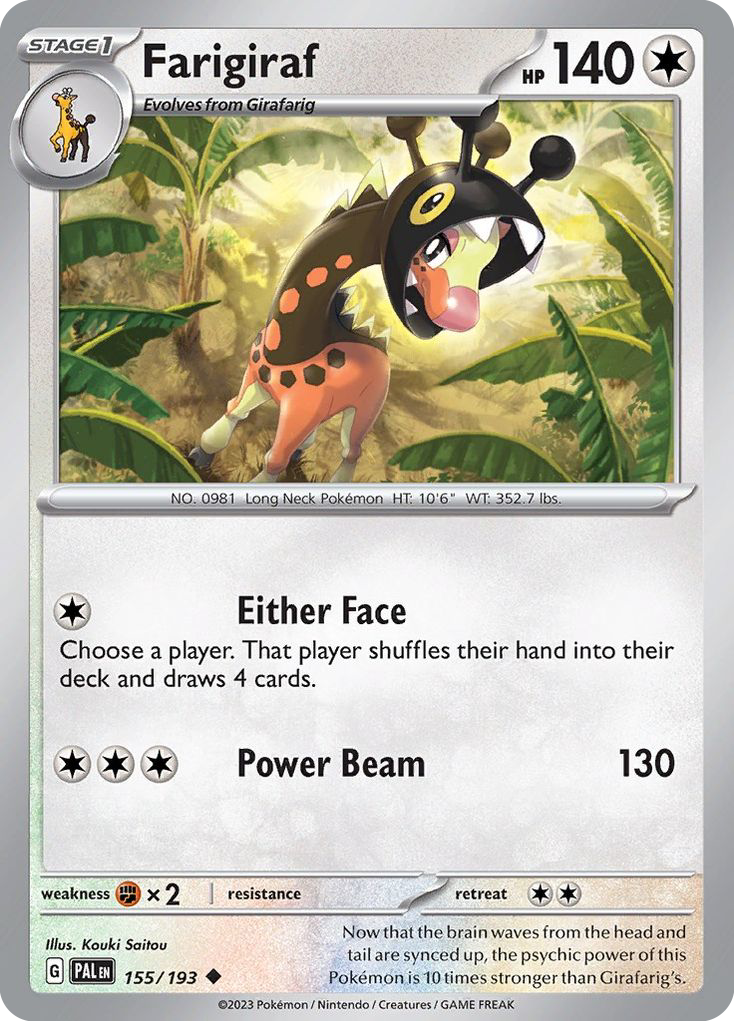 STAGE 1
Farigiraf
HP 140
Evolves from Girafarig
NO. 0981 Long Neck Pokémon HT: 10'6" WT: 352.7 lbs.
Either Face
Choose a player. That player shuffles their hand into their
deck and draws 4 cards.
Power Beam 130
weakness ×2 resistance retreat
Illus. Kouki Saitou
G PAL EN 155/193
Now that the brain waves from the head and
tail are synced up, the psychic power of this
Pokémon is 10 times stronger than Girafarig's.
©2023 Pokémon / Nintendo / Creatures / GAME FREAK